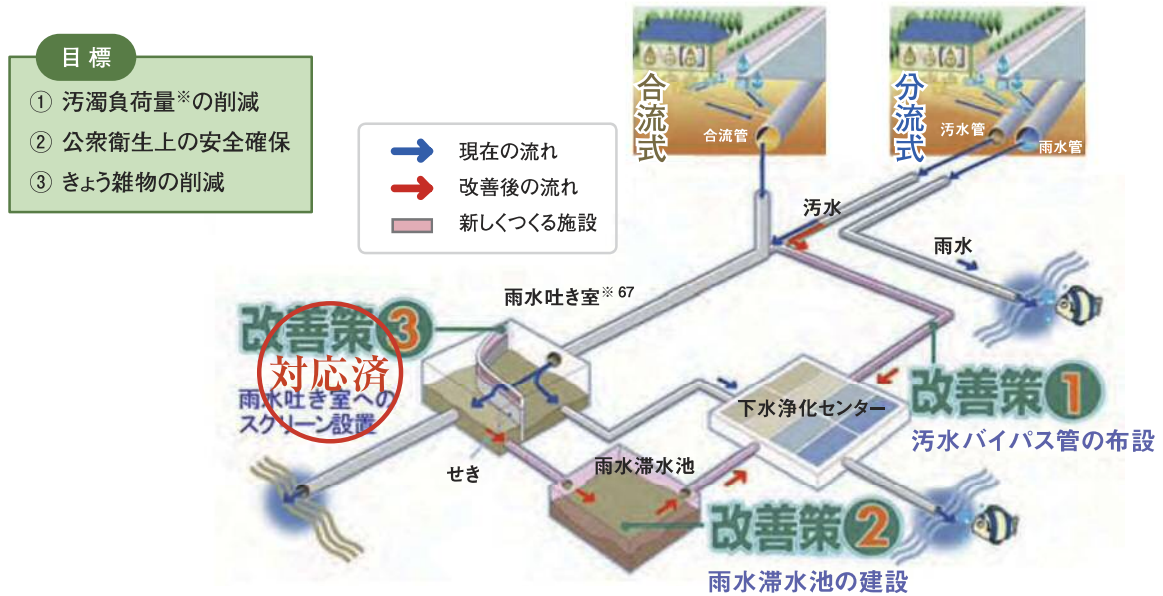 目標
① 汚濁負荷量※の削減
② 公衆衛生上の安全確保
③ きょう雑物の削減
現在の流れ
改善後の流れ
新しくつくる施設
合流式
合流管
分流式
汚水管
雨水管
汚水
雨水
雨水吐き室※67
改善策3
対応済
雨水吐き室への
スクリーン設置
せき
雨水滞水池
下水浄化センター
改善策1
汚水バイパス管の布設
改善策2
雨水滞水池の建設